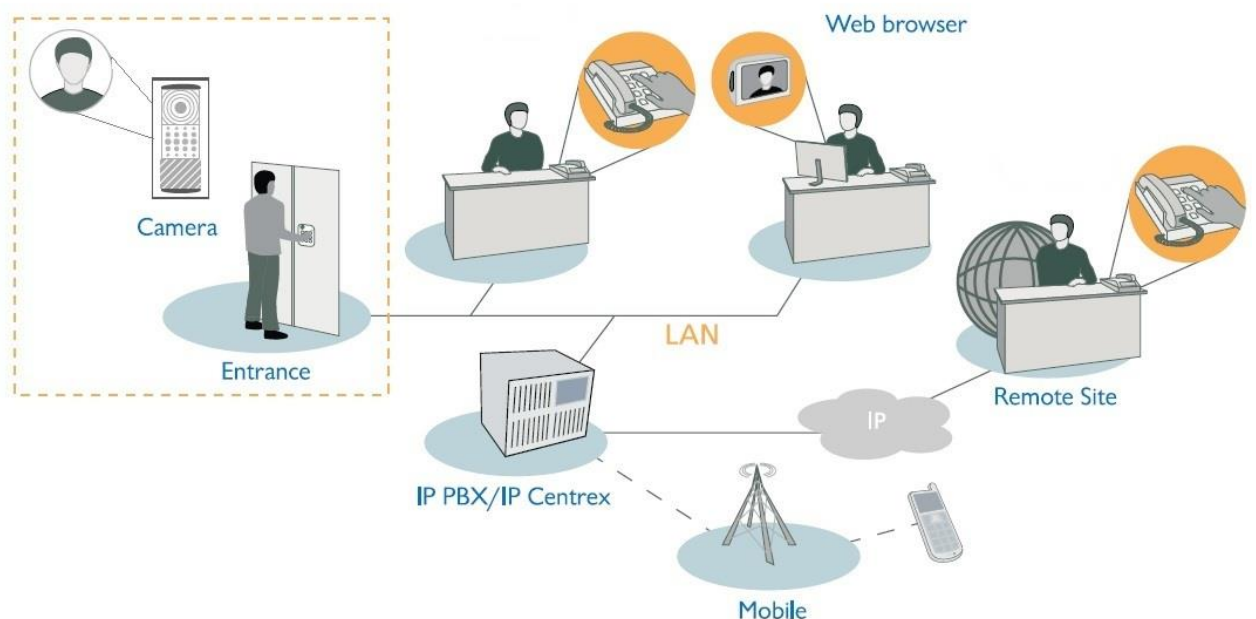 Web browser
Camera
LAN
Entrance
Remote Site
IP
IP PBX/IP Centrex
Mobile